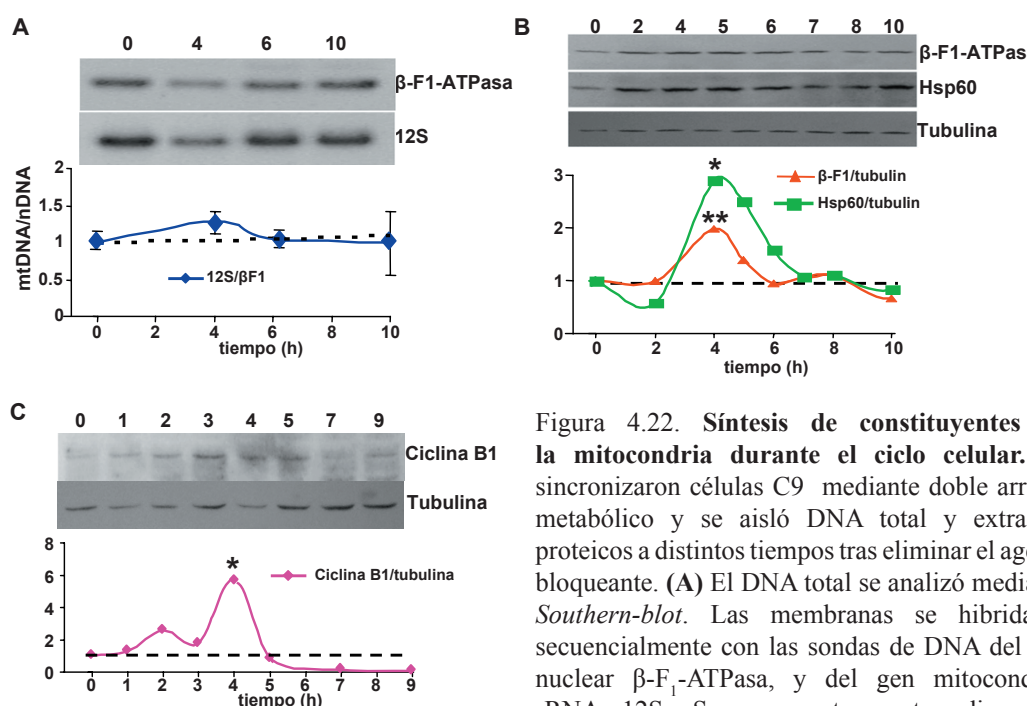 A
0 4 6 10
β-F1-ATPasa
12S
mtDNA/nDNA
2
1.5
1
0.5
0
12S/βF1
0 2 4 6 8 10
tiempo (h)
B
0 2 4 5 6 7 8 10
β-F1-ATPas
Hsp60
Tubulina
3
2
1
0
*
**
β-F1/tubulin
Hsp60/tubulin
0 2 4 6 8 10
tiempo (h)
C
0 1 2 3 4 5 7 9
Ciclina B1
Tubulina
8
6
4
2
0
*
Ciclina B1/tubulina
0 1 2 3 4 5 6 7 8 9
tiempo (h)
Figura 4.22. Síntesis de constituyentes
la mitocondria durante el ciclo celular.
sincronizaron células C9 mediante doble arr
metabólico y se aisló DNA total y extra
proteicos a distintos tiempos tras eliminar el ag
bloqueante. (A) El DNA total se analizó media
Southern-blot. Las membranas se hibrida
secuencialmente con las sondas de DNA del
nuclear β-F1-ATPasa, y del gen mitocond